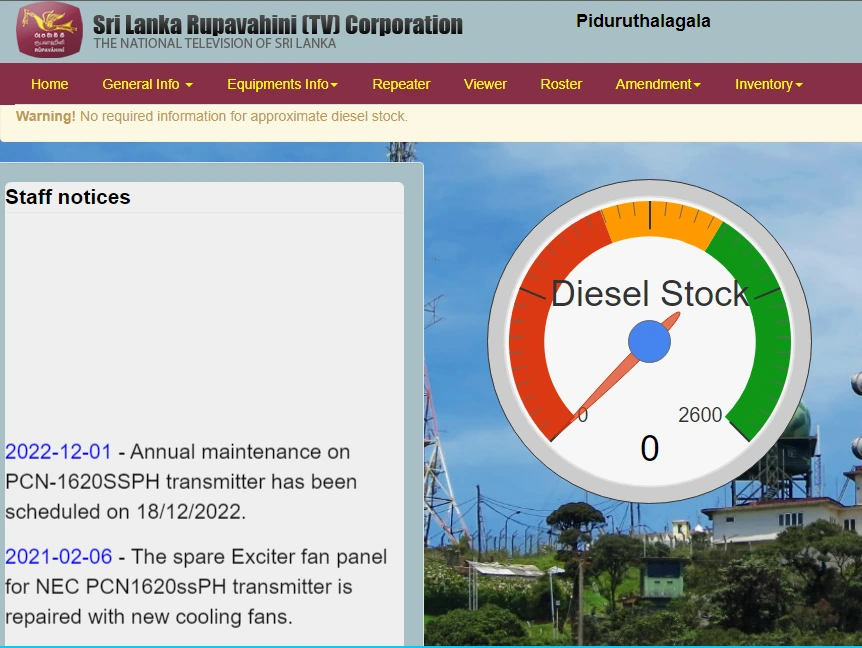 රූපවාහිනී
RUPAVAHINI
Sri Lanka Rupavahini (TV) Corporation
THE NATIONAL TELEVISION OF SRI LANKA
Piduruthalagala
Home General Info Equipments Info Repeater Viewer Roster Amendment Inventory
Warning! No required information for approximate diesel stock.
Staff notices
2022-12-01 - Annual maintenance on
PCN-1620SSPH transmitter has been
scheduled on 18/12/2022.
2021-02-06 - The spare Exciter fan panel
for NEC PCN1620ssPH transmitter is
repaired with new cooling fans.
Diesel Stock
0 2600
0